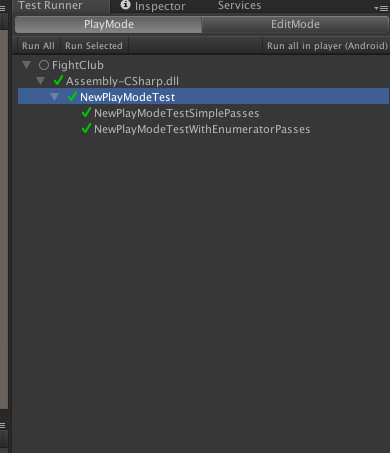 Test Runner Inspector Services
PlayMode EditMode
Run All Run Selected Run all in player (Android)
FightClub
Assembly-CSharp.dll
NewPlayModeTest
NewPlayModeTestSimplePasses
NewPlayModeTestWithEnumeratorPasses